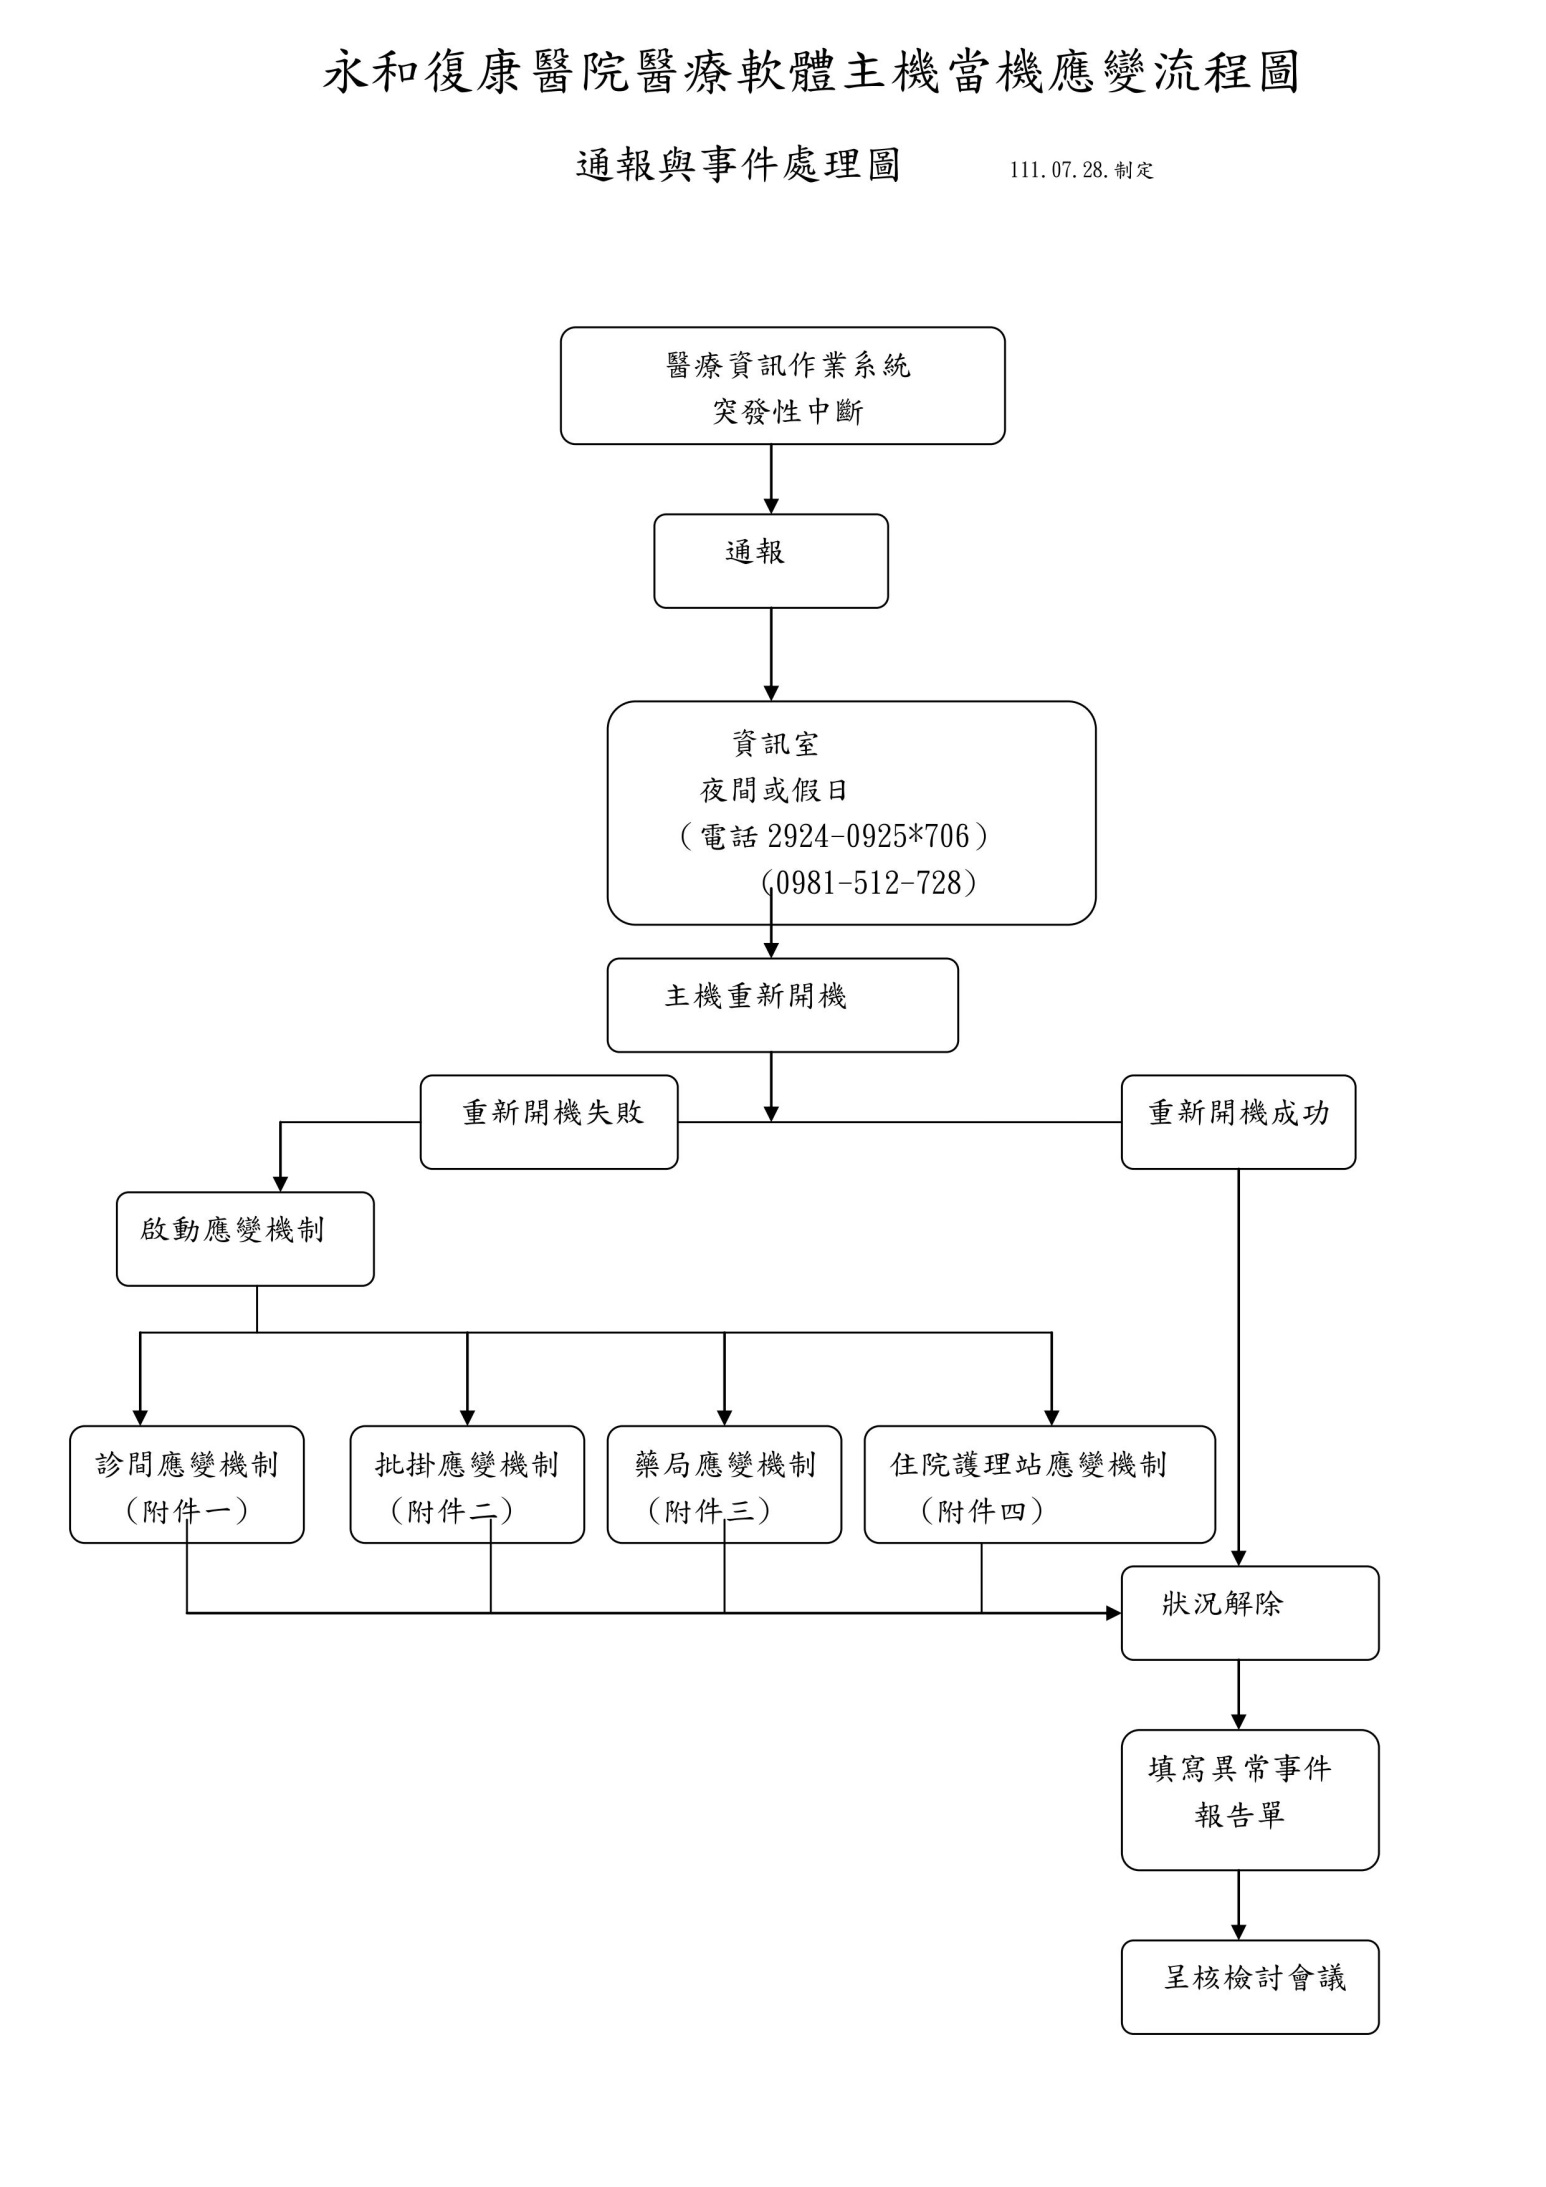 永和復康醫院醫療軟體主機當機應變流程圖
通報與事件處理圖 111.07.28.制定
醫療資訊作業系統
突發性中斷
通報
資訊室
夜間或假日
（電話 2924-0925*706）
(0981-512-728)
主機重新開機
重新開機失敗
重新開機成功
啟動應變機制
診間應變機制
（附件一）
批掛應變機制
（附件二）
藥局應變機制
（附件三）
住院護理站應變機制
（附件四）
狀況解除
填寫異常事件
報告單
呈核檢討會議